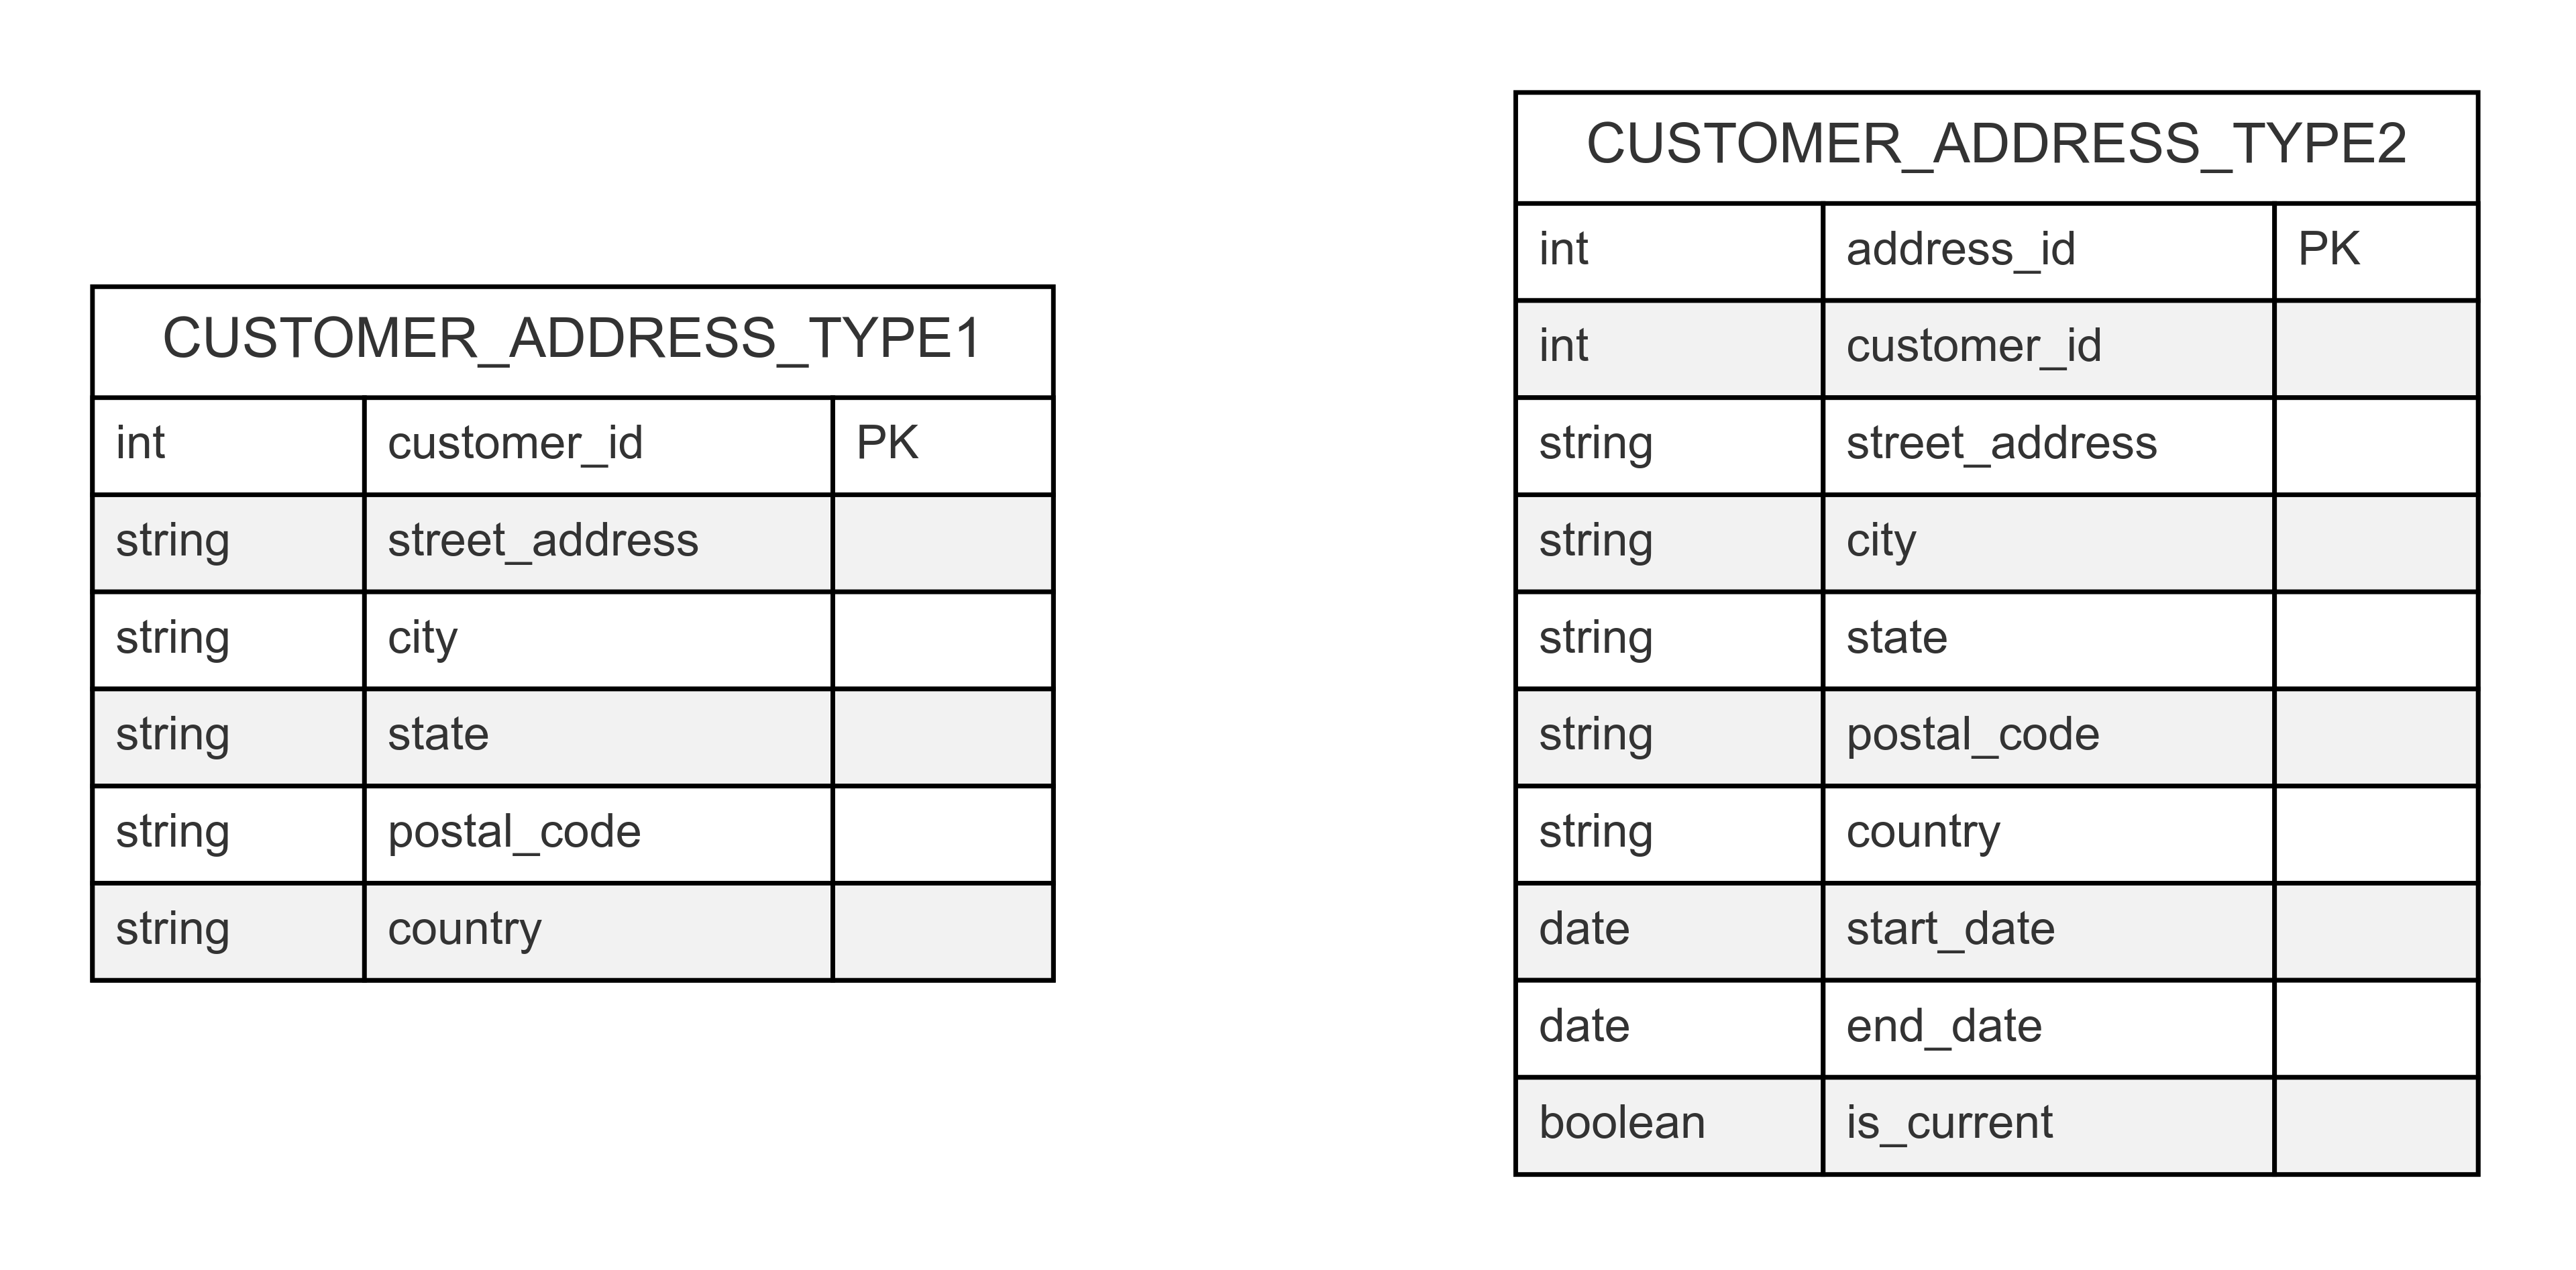 CUSTOMER_ADDRESS_TYPE1
int customer_id PK
string street_address
string city
string state
string postal_code
string country
CUSTOMER_ADDRESS_TYPE2
int address_id PK
int customer_id
string street_address
string city
string state
string postal_code
string country
date start_date
date end_date
boolean is_current